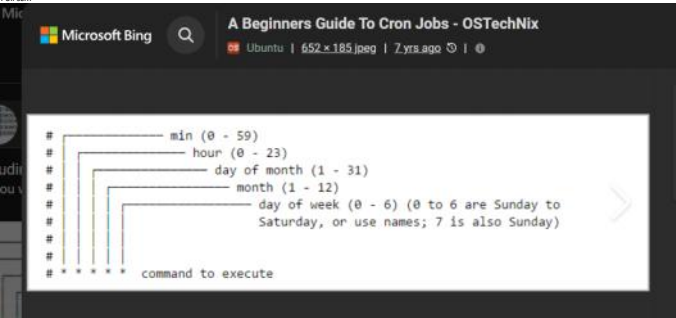 Microsoft Bing
A Beginners Guide To Cron Jobs - OSTechNix
Ubuntu | 652 × 185 jpeg | 7 yrs ago
# min (0 - 59)
# hour (0 - 23)
# day of month (1 - 31)
# month (1 - 12)
# day of week (0 - 6) (0 to 6 are Sunday to
# Saturday, or use names; 7 is also Sunday)
#
#
# * * * * * command to execute